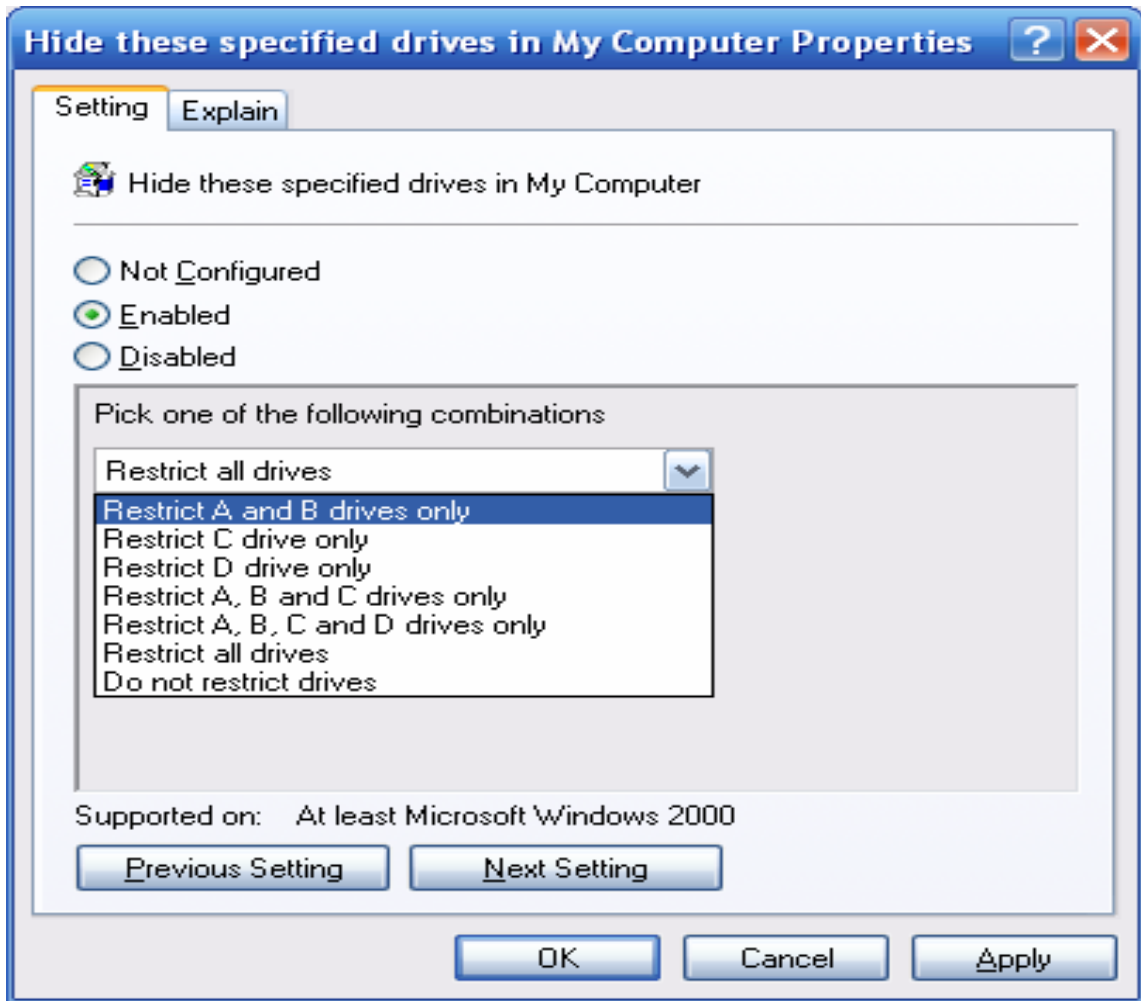 Hide these specified drives in My Computer Properties
Setting
Explain
Hide these specified drives in My Computer
Not Configured
Enabled
Disabled
Pick one of the following combinations
Restrict all drives
Restrict A and B drives only
Restrict C drive only
Restrict D drive only
Restrict A, B and C drives only
Restrict A, B, C and D drives only
Restrict all drives
Do not restrict drives
Supported on: At least Microsoft Windows 2000
Previous Setting
Next Setting
OK
Cancel
Apply